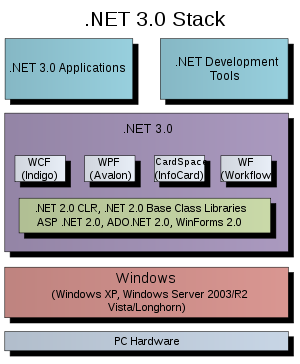 .NET 3.0 Stack
.NET 3.0 Applications
.NET Development
Tools
.NET 3.0
WCF
(Indigo)
WPF
(Avalon)
CardSpace
(InfoCard)
WF
(Workflow
.NET 2.0 CLR, .NET 2.0 Base Class Libraries
ASP .NET 2.0, ADO.NET 2.0, WinForms 2.0
Windows
(Windows XP, Windows Server 2003/R2
Vista/Longhorn)
PC Hardware